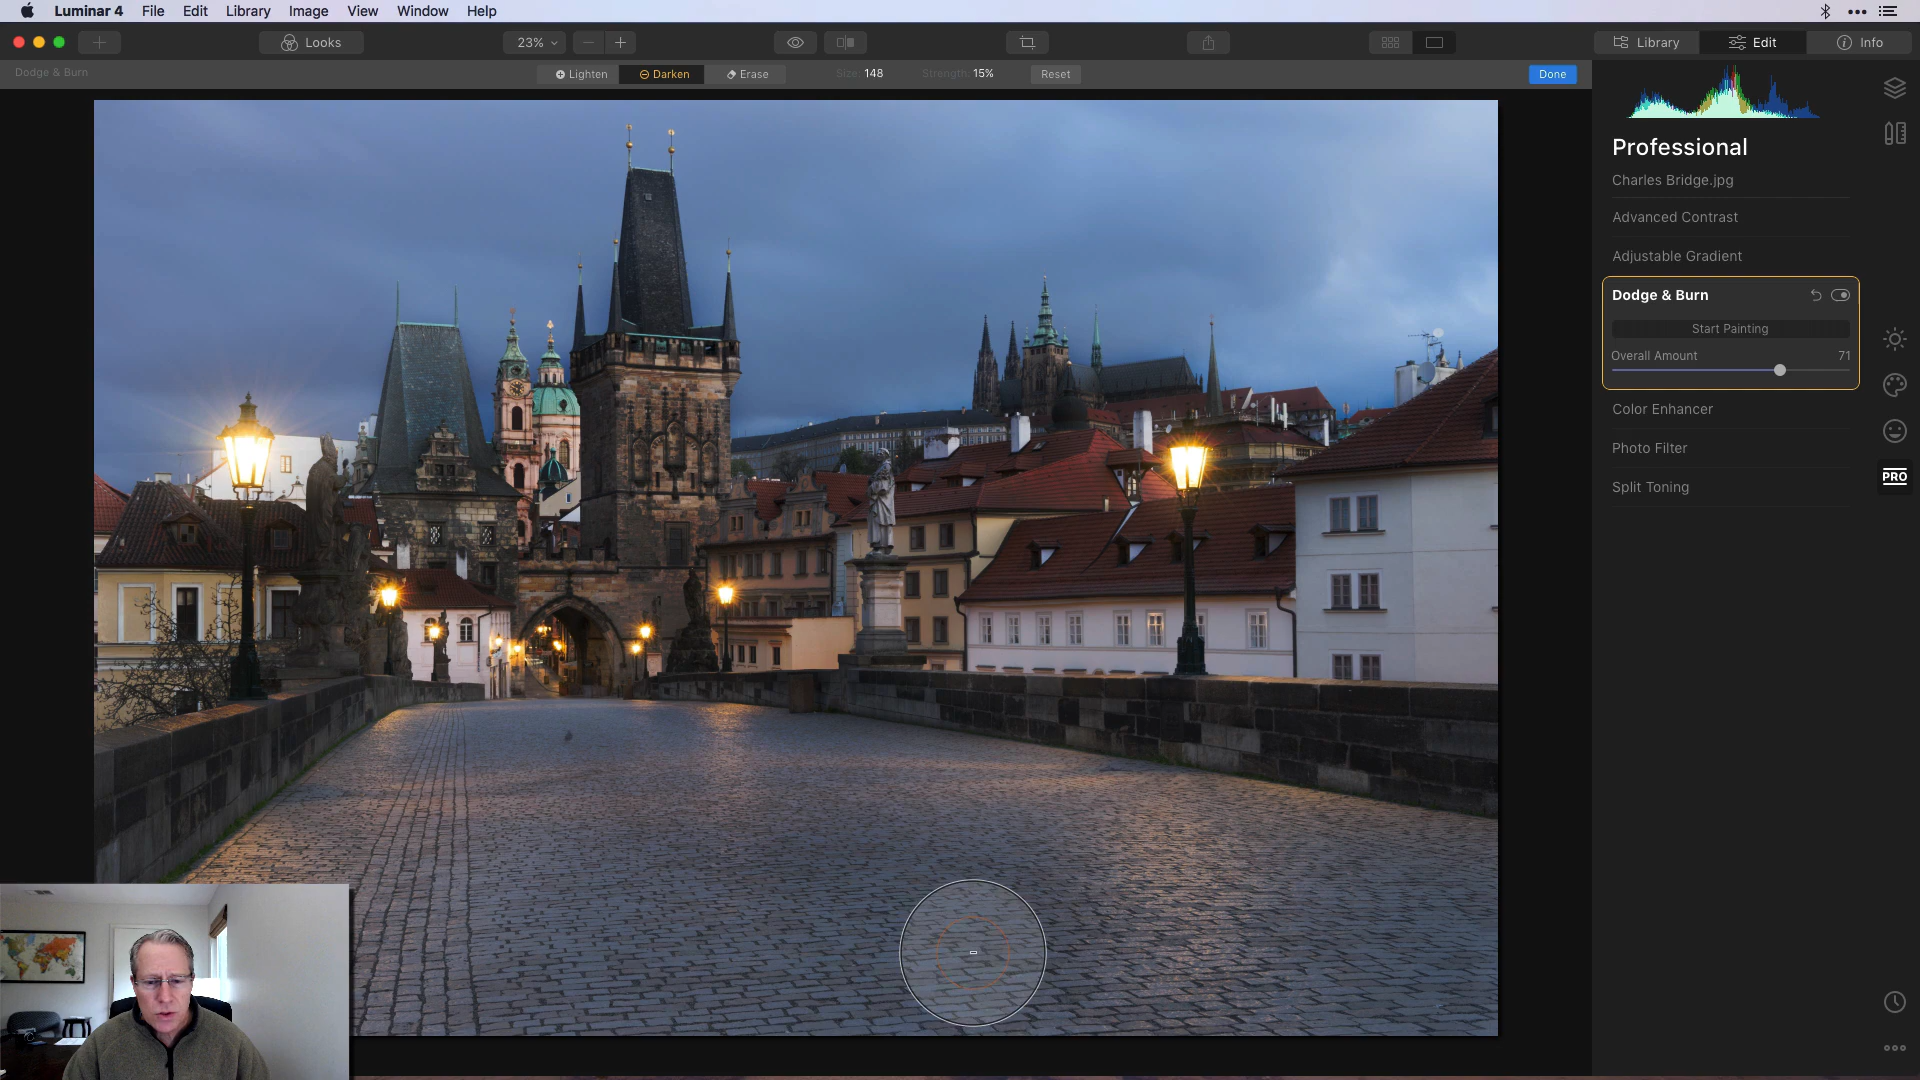 Luminar 4 File Edit Library Image View Window Help
Looks 23% Library Edit Info
Dodge & Burn Lighten Darken Erase Size: 148 Strength: 15% Reset Done
Professional
Charles Bridge.jpg
Advanced Contrast
Adjustable Gradient
Dodge & Burn
Start Painting
Overall Amount 71
Color Enhancer
Photo Filter
PRO
Split Toning